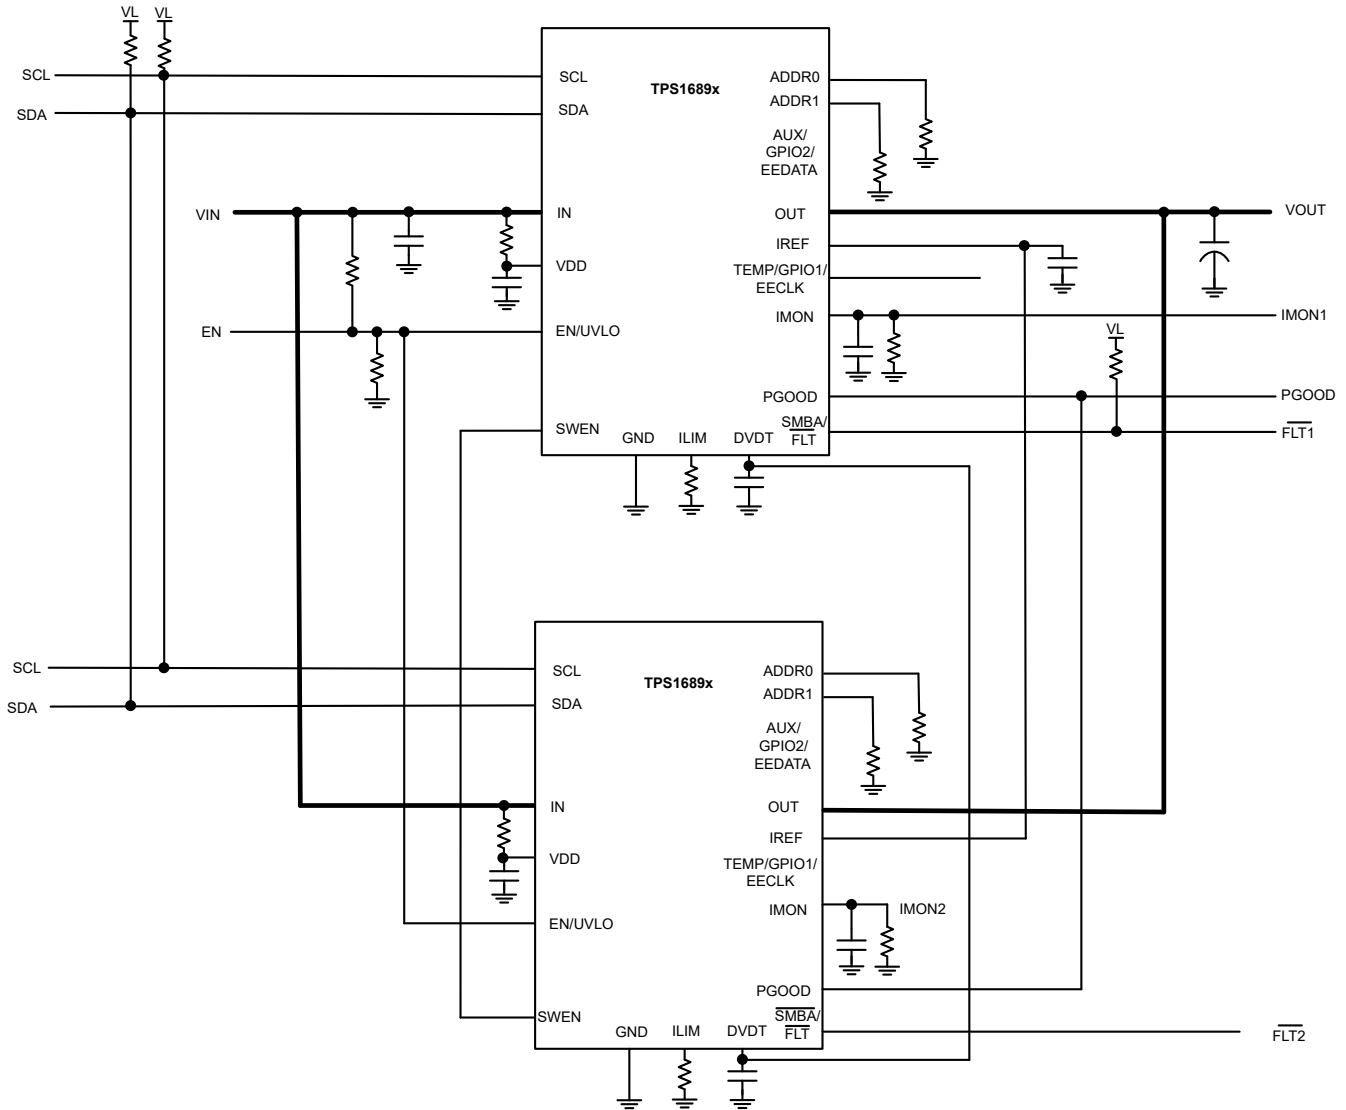 VL
VL
SCL
SDA
VIN
EN
TPS1689x
SCL
SDA
IN
VDD
EN/UVLO
SWEN
GND
ILIM
DVDT
ADDR0
ADDR1
AUX/
GPIO2/
EEDATA
OUT
IREF
TEMP/GPIO1/
EECLK
IMON
PGOOD
SMBA/
FLT
VOUT
IMON1
VL
PGOOD
FLT1
SCL
SDA
TPS1689x
SCL
SDA
IN
VDD
EN/UVLO
SWEN
GND
ILIM
DVDT
ADDR0
ADDR1
AUX/
GPIO2/
EEDATA
OUT
IREF
TEMP/GPIO1/
EECLK
IMON
PGOOD
SMBA/
FLT
IMON2
FLT2